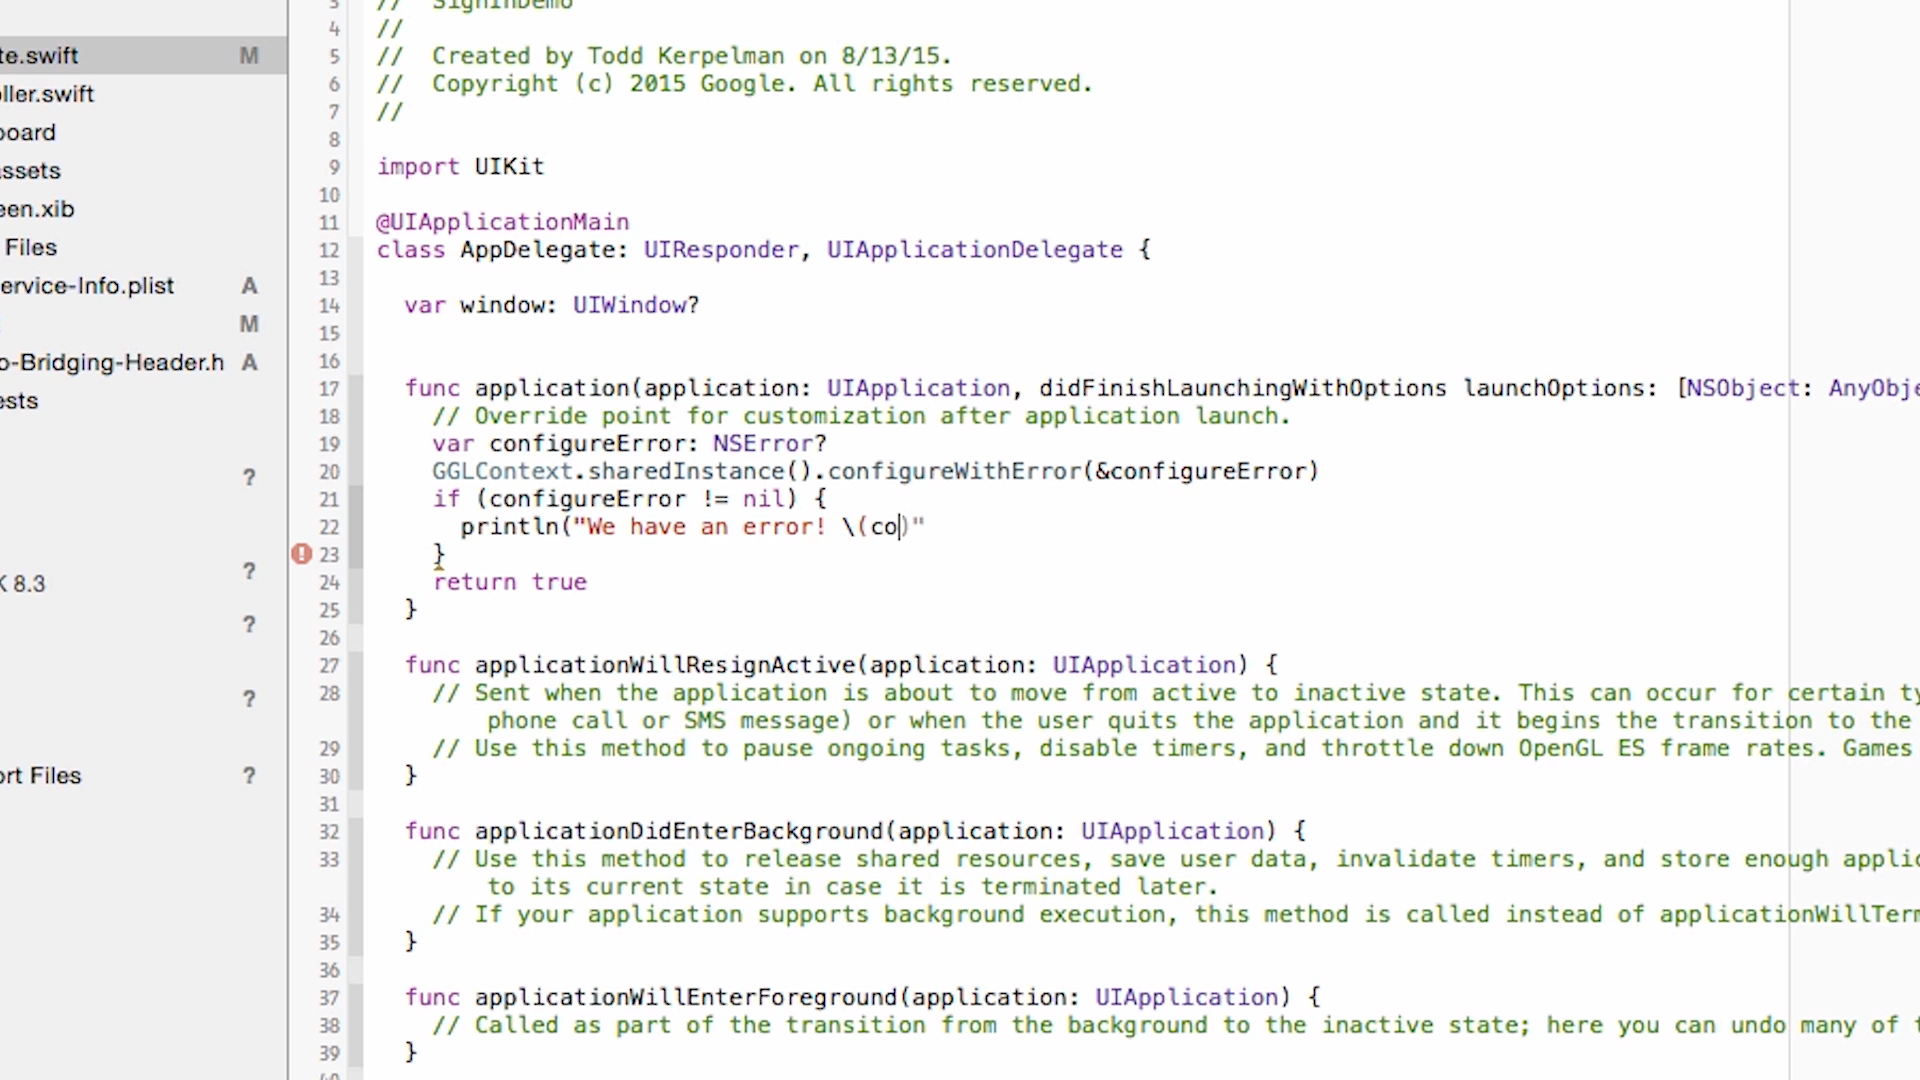 3 // SignInDemo
4 //
5 // Created by Todd Kerpelman on 8/13/15.
6 // Copyright (c) 2015 Google. All rights reserved.
7 //
8
9 import UIKit
10
11 @UIApplicationMain
12 class AppDelegate: UIResponder, UIApplicationDelegate {
13
14 var window: UIWindow?
15
16
17 func application(application: UIApplication, didFinishLaunchingWithOptions launchOptions: [NSObject: AnyObje
18 // Override point for customization after application launch.
19 var configureError: NSError?
20 GGLContext.sharedInstance().configureWithError(&configureError)
21 if (configureError != nil) {
22 println("We have an error! \(co)"
23 }
24 return true
25 }
26
27 func applicationWillResignActive(application: UIApplication) {
28 // Sent when the application is about to move from active to inactive state. This can occur for certain ty
phone call or SMS message) or when the user quits the application and it begins the transition to the
29 // Use this method to pause ongoing tasks, disable timers, and throttle down OpenGL ES frame rates. Games
30 }
31
32 func applicationDidEnterBackground(application: UIApplication) {
33 // Use this method to release shared resources, save user data, invalidate timers, and store enough applic
to its current state in case it is terminated later.
34 // If your application supports background execution, this method is called instead of applicationWillTerm
35 }
36
37 func applicationWillEnterForeground(application: UIApplication) {
38 // Called as part of the transition from the background to the inactive state; here you can undo many of t
39 }
40
te.swift M
ller.swift
board
assets
een.xib
Files
ervice-Info.plist A
M
o-Bridging-Header.h A
ests
?
?
K 8.3
?
?
ort Files ?